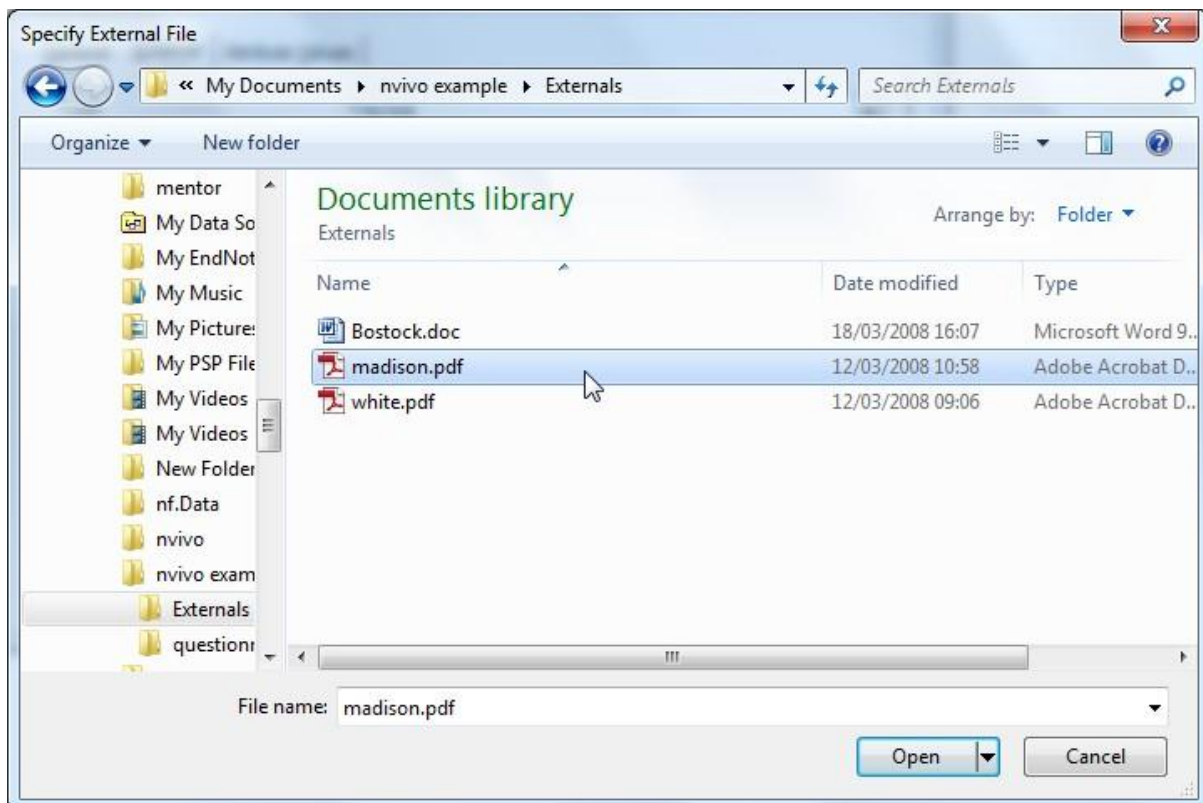 Specify External File
« My Documents ▸ nvivo example ▸ Externals
Search Externals
Organize ▾ New folder
mentor
My Data So
My EndNot
My Music
My Pictures
My PSP File
My Videos
My Videos
New Folder
nf.Data
nvivo
nvivo exam
Externals
questionr
Documents library
Externals
Arrange by: Folder ▾
Name Date modified Type
Bostock.doc 18/03/2008 16:07 Microsoft Word 9..
madison.pdf 12/03/2008 10:58 Adobe Acrobat D..
white.pdf 12/03/2008 09:06 Adobe Acrobat D..
File name: madison.pdf
Open Cancel